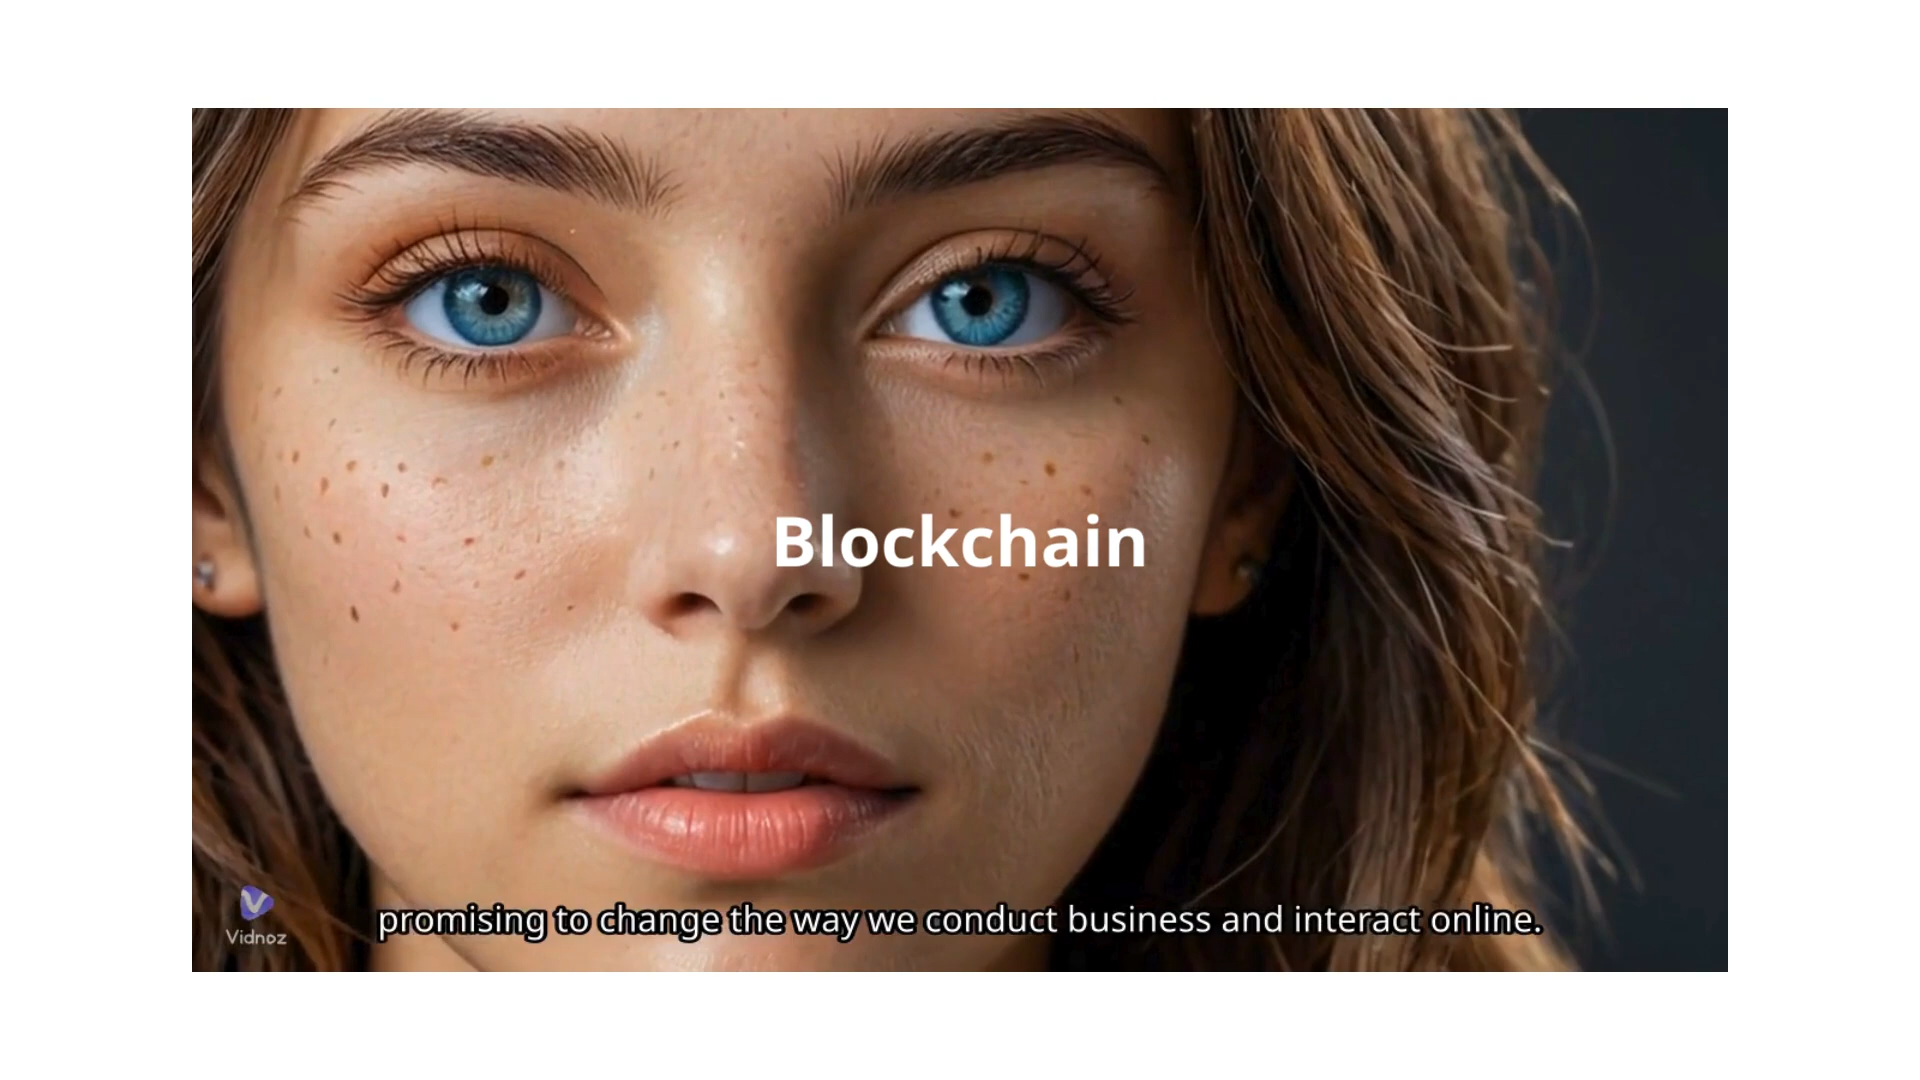 Blockchain
Vidnoz
promising to change the way we conduct business and interact online.